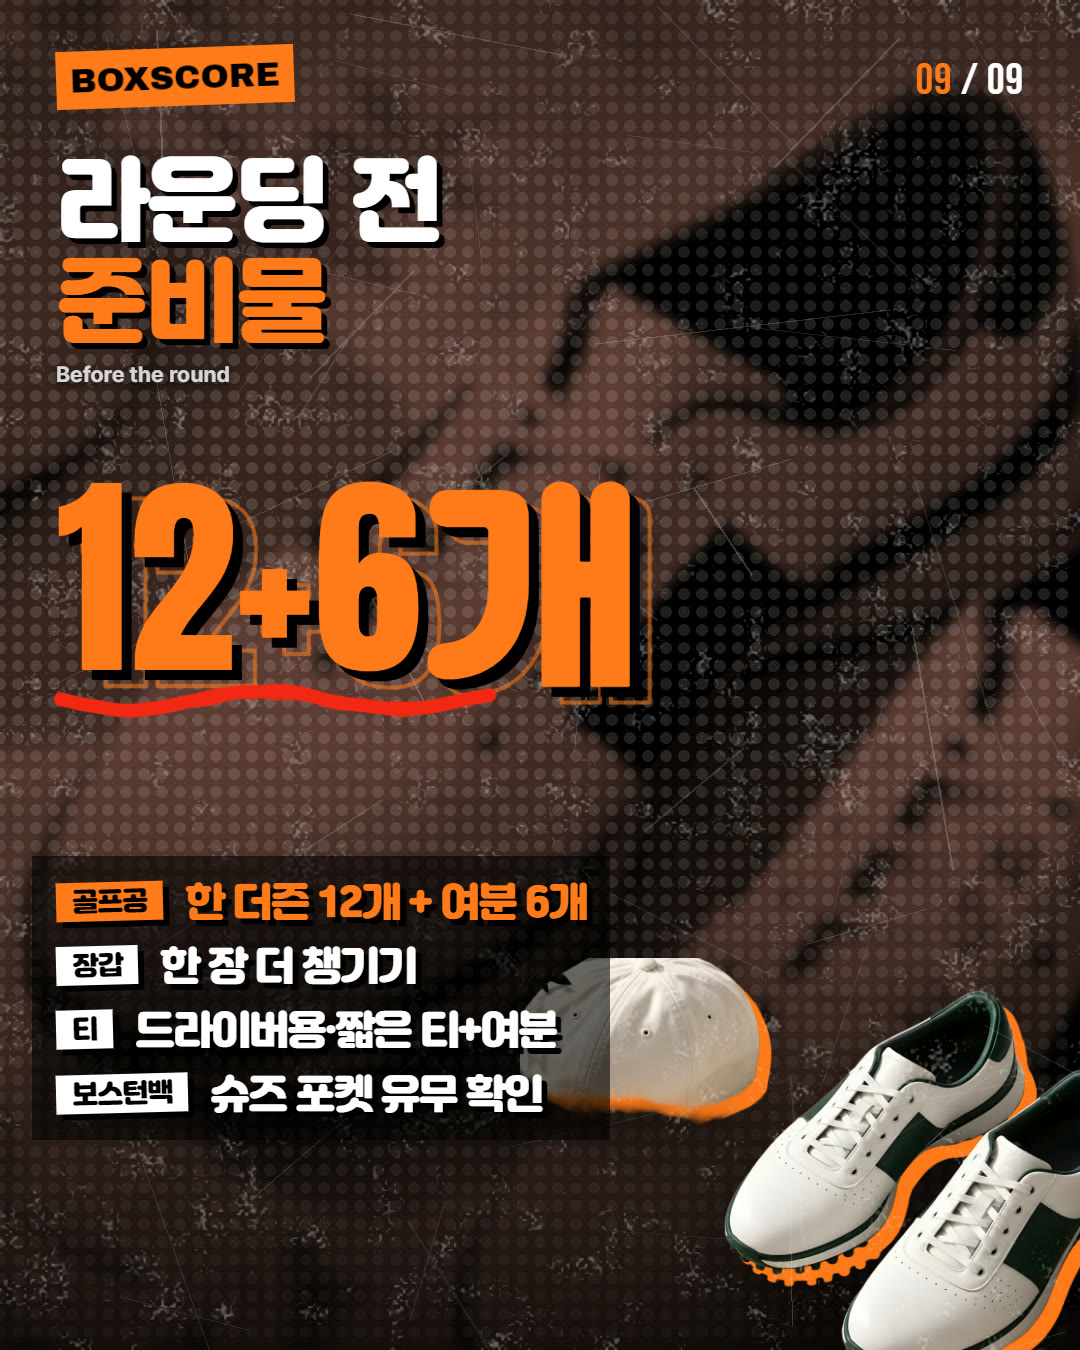 BOXSCORE
09 / 09
라운딩 전
준비물
Before the round
12+6개
골프공 한 더즌 12개 + 여분 6개
장갑 한 장 더 챙기기
티 드라이버용·짧은 티+여분
보스턴백 슈즈 포켓 유무 확인